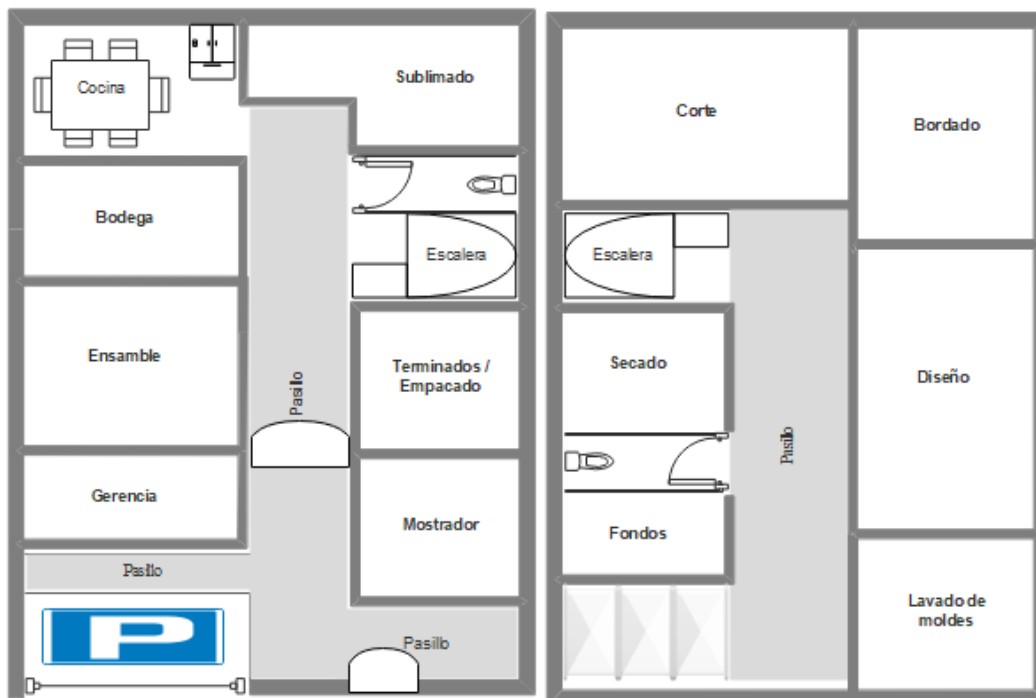 Cocina
Sublimado
Bodega
Escalera
Ensamble
Terminados /
Empacado
Pasillo
Gerencia
Mostrador
Pasillo
P
Pasillo
Corte
Bordado
Escalera
Secado
Diseño
Pasillo
Fondos
Lavado de
moldes